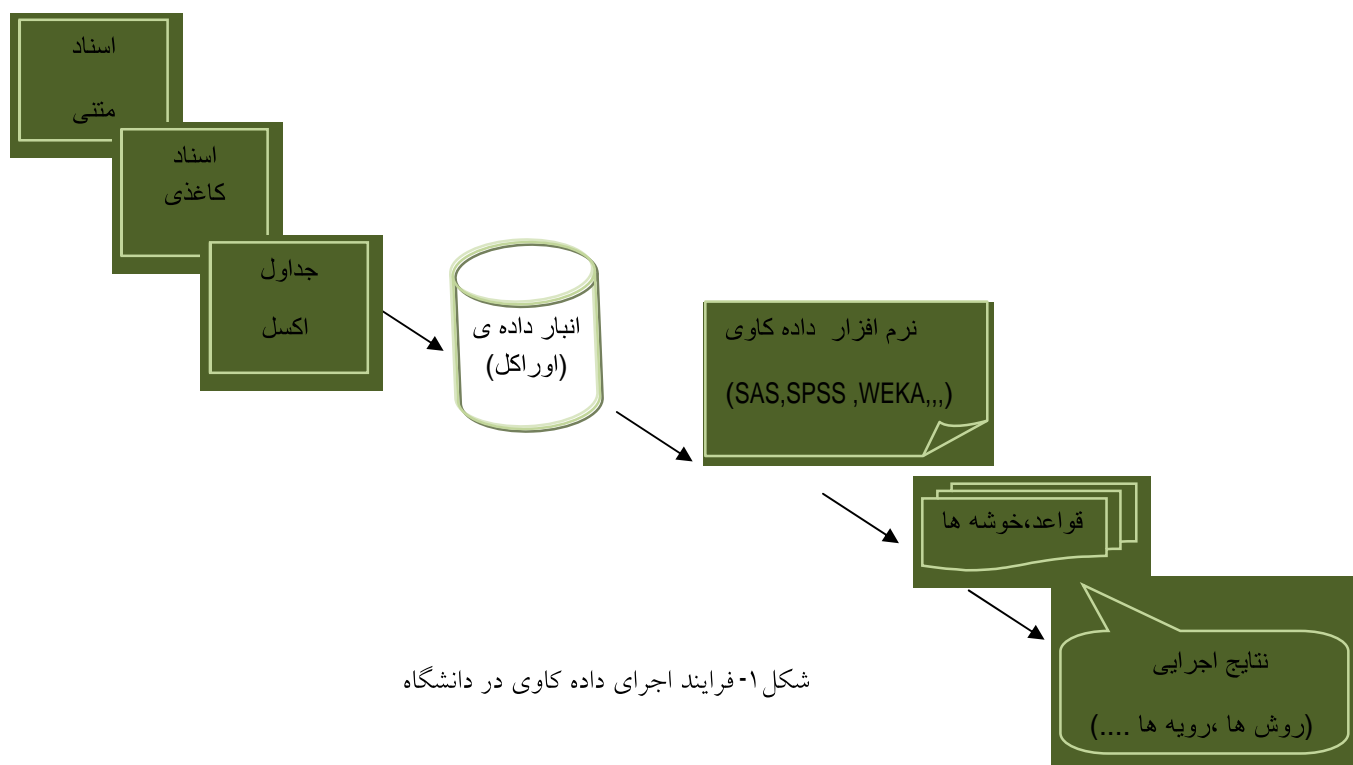 اسناد
متنی
اسناد
کاغذی
جداول
اکسل
انبار داده ی
(اوراکل)
نرم افزار داده کاوی
(SAS,SPSS ,WEKA,,,)
قواعد،خوشه ها
نتایج اجرایی
(روش ها ،رویه ها ....)
شکل۱- فرایند اجرای داده کاوی در دانشگاه